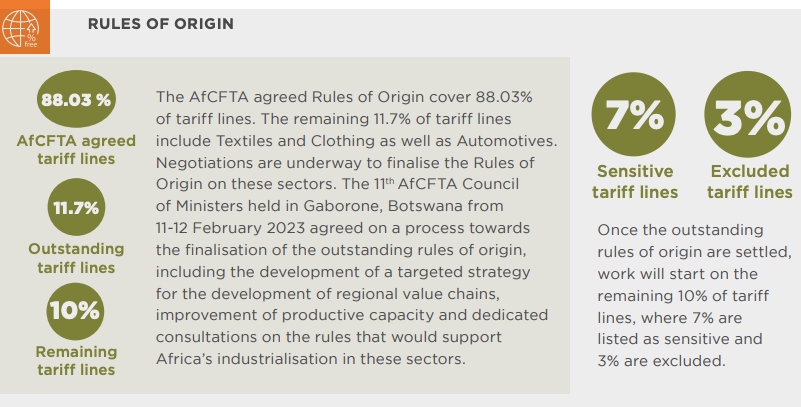 % free
RULES OF ORIGIN
88.03 %
AfCFTA agreed
tariff lines
11.7%
Outstanding
tariff lines
10%
Remaining
tariff lines
The AfCFTA agreed Rules of Origin cover 88.03%
of tariff lines. The remaining 11.7% of tariff lines
include Textiles and Clothing as well as Automotives.
Negotiations are underway to finalise the Rules of
Origin on these sectors. The 11th AfCFTA Council
of Ministers held in Gaborone, Botswana from
11-12 February 2023 agreed on a process towards
the finalisation of the outstanding rules of origin,
including the development of a targeted strategy
for the development of regional value chains,
improvement of productive capacity and dedicated
consultations on the rules that would support
Africa's industrialisation in these sectors.
7%
Sensitive
tariff lines
3%
Excluded
tariff lines
Once the outstanding
rules of origin are settled,
work will start on the
remaining 10% of tariff
lines, where 7% are
listed as sensitive and
3% are excluded.